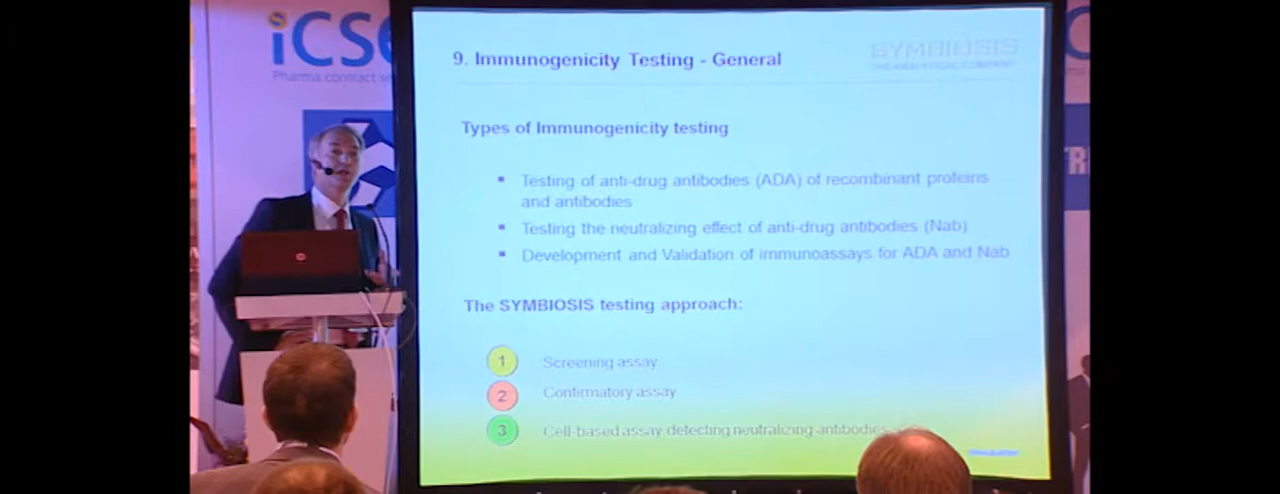 iCSE
Pharma contract se
9. Immunogenicity Testing - General
SYMBIOSIS
THE ANALYTICAL COMPANY
Types of Immunogenicity testing
Testing of anti-drug antibodies (ADA) of recombinant proteins
and antibodies
Testing the neutralizing effect of anti-drug antibodies (Nab)
Development and Validation of immunoassays for ADA and Nab
The SYMBIOSIS testing approach:
1 Screening assay
2 Confirmatory assay
3 Cell-based assay detecting neutralizing antibodies